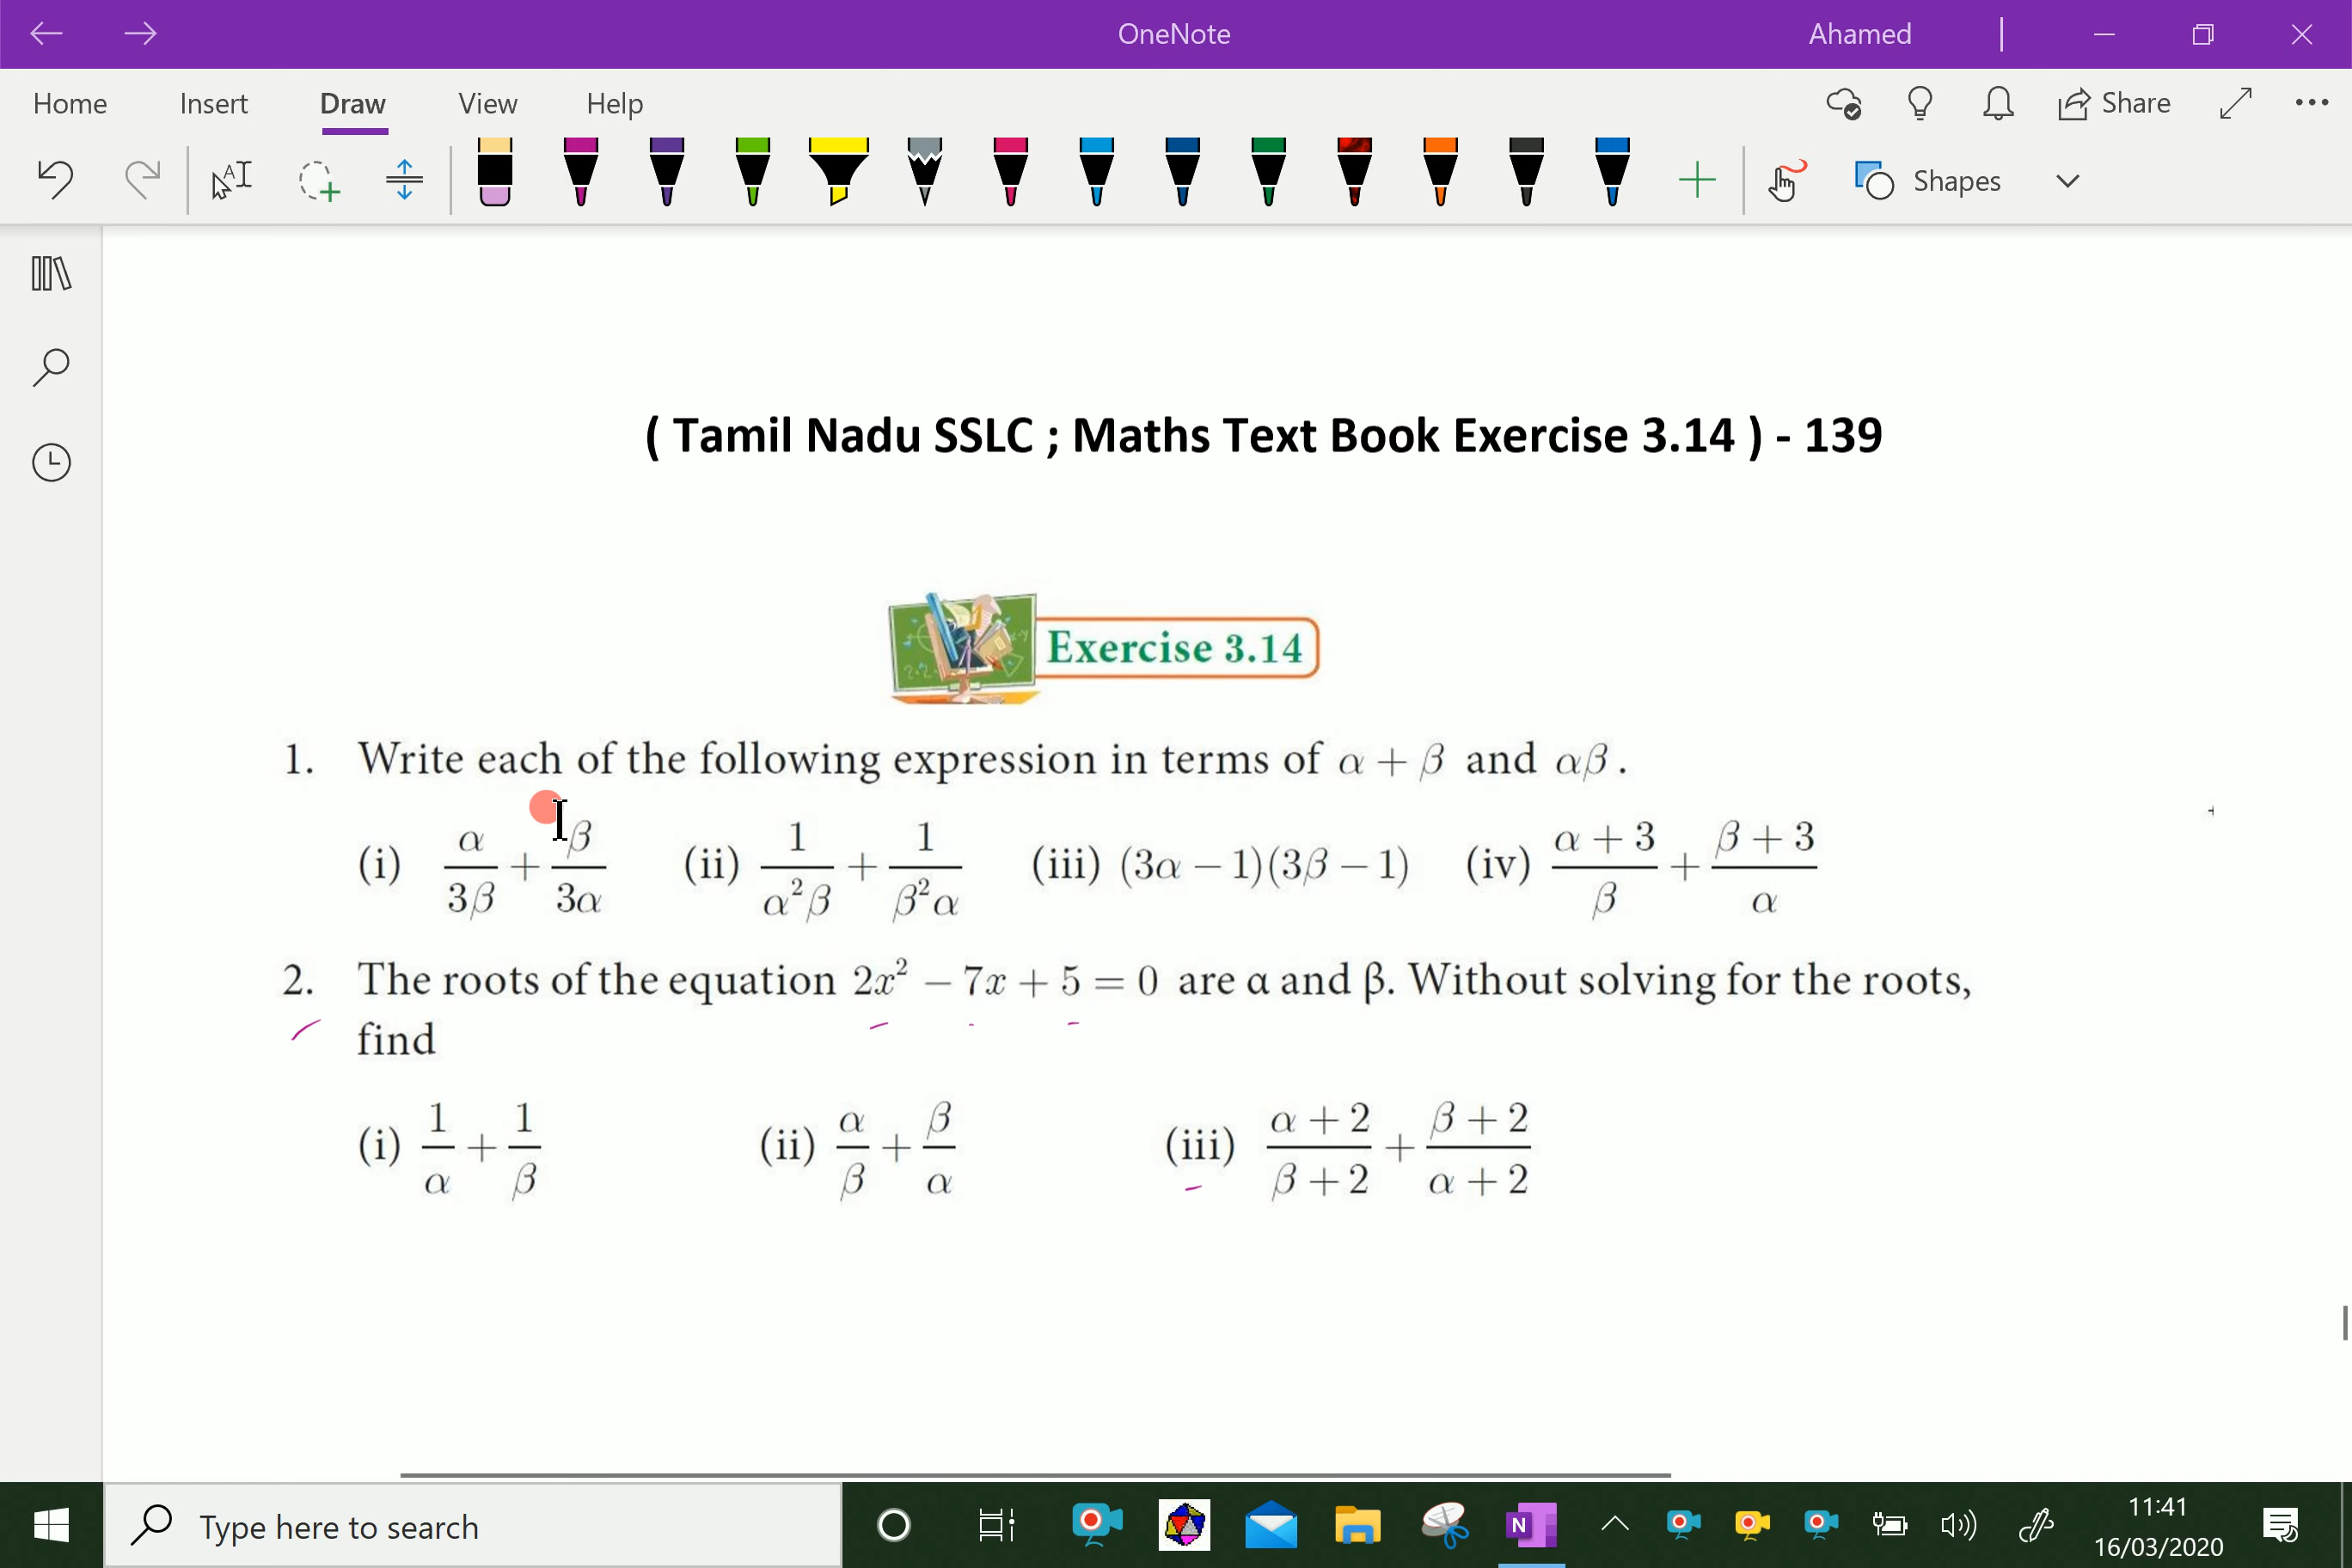 OneNote
Ahamed
Home Insert Draw View Help
Share
Shapes
( Tamil Nadu SSLC ; Maths Text Book Exercise 3.14 ) - 139
Exercise 3.14
1. Write each of the following expression in terms of α + β and αβ .
(i) α/3β + β/3α (ii) 1/α²β + 1/β²α (iii) (3α − 1)(3β − 1) (iv) α + 3/β + β + 3/α
2. The roots of the equation 2x² − 7x + 5 = 0 are α and β. Without solving for the roots,
find
(i) 1/α + 1/β (ii) α/β + β/α (iii) α + 2/β + 2 + β + 2/α + 2
Type here to search
N
11:41
16/03/2020